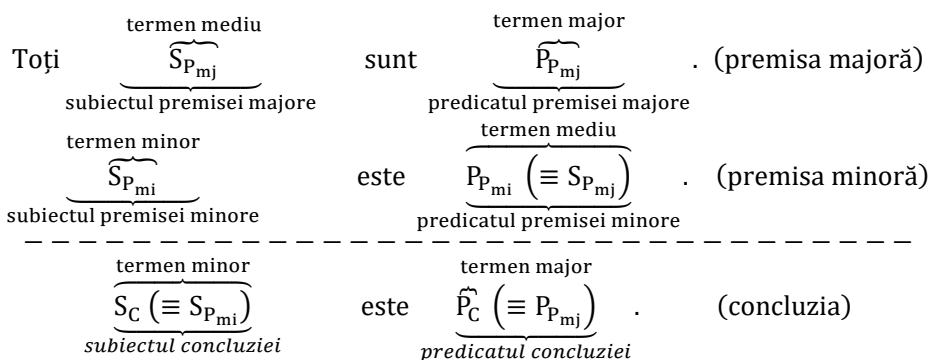 termen mediu termen major
Toți S_{P_{mj}} sunt P_{P_{mj}} . (premisa majoră)
subiectul premisei majore predicatul premisei majore
termen minor termen mediu
S_{P_{mi}} este P_{P_{mi}} (≡ S_{P_{mj}}) . (premisa minoră)
subiectul premisei minore predicatul premisei minore
termen minor termen major
S_C (≡ S_{P_{mi}}) este P_C (≡ P_{P_{mj}}) . (concluzia)
subiectul concluziei predicatul concluziei